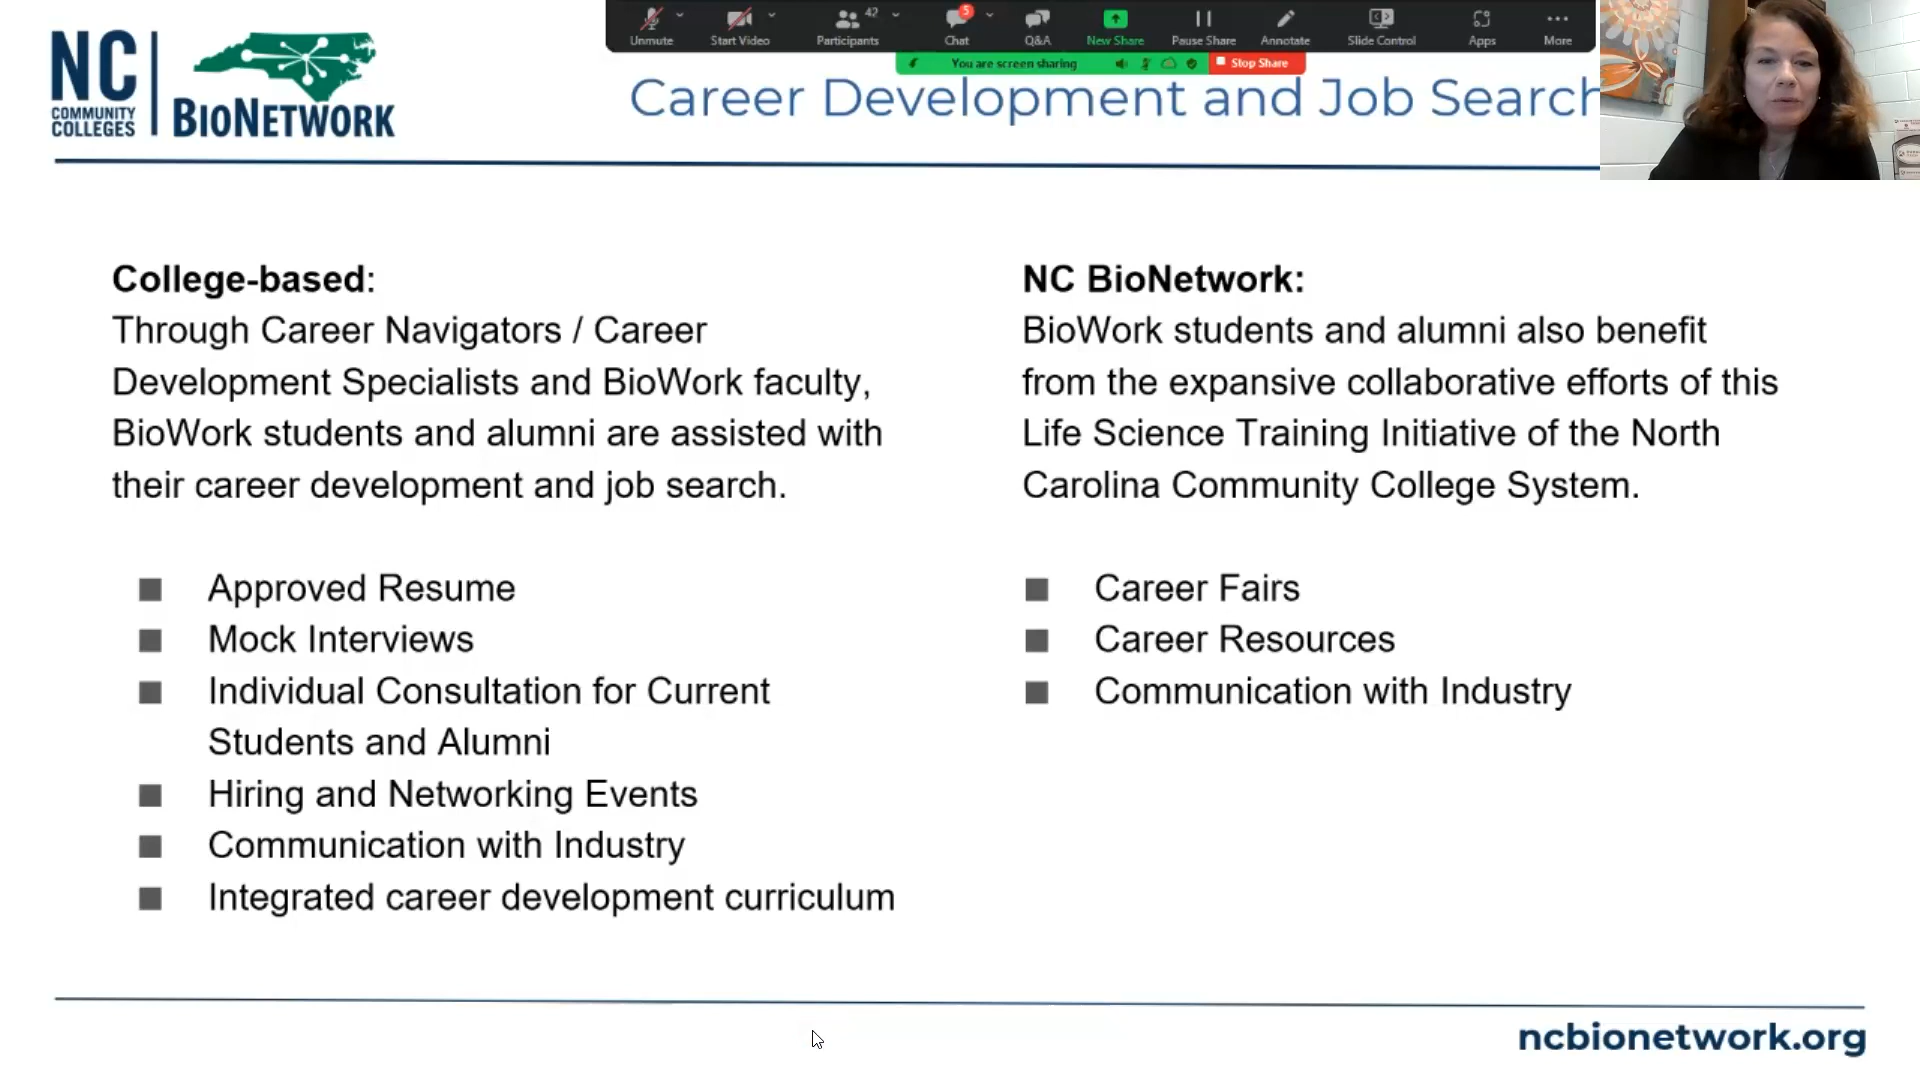 Unmute
Start Video
Participants
42
Chat
5
Q&A
New Share
Pause Share
Annotate
Slide Control
Apps
More
You are screen sharing
Stop Share
NC
COMMUNITY
COLLEGES
BIONETWORK
Career Development and Job Search
College-based:
Through Career Navigators / Career
Development Specialists and BioWork faculty,
BioWork students and alumni are assisted with
their career development and job search.
Approved Resume
Mock Interviews
Individual Consultation for Current
Students and Alumni
Hiring and Networking Events
Communication with Industry
Integrated career development curriculum
NC BioNetwork:
BioWork students and alumni also benefit
from the expansive collaborative efforts of this
Life Science Training Initiative of the North
Carolina Community College System.
Career Fairs
Career Resources
Communication with Industry
ncbionetwork.org